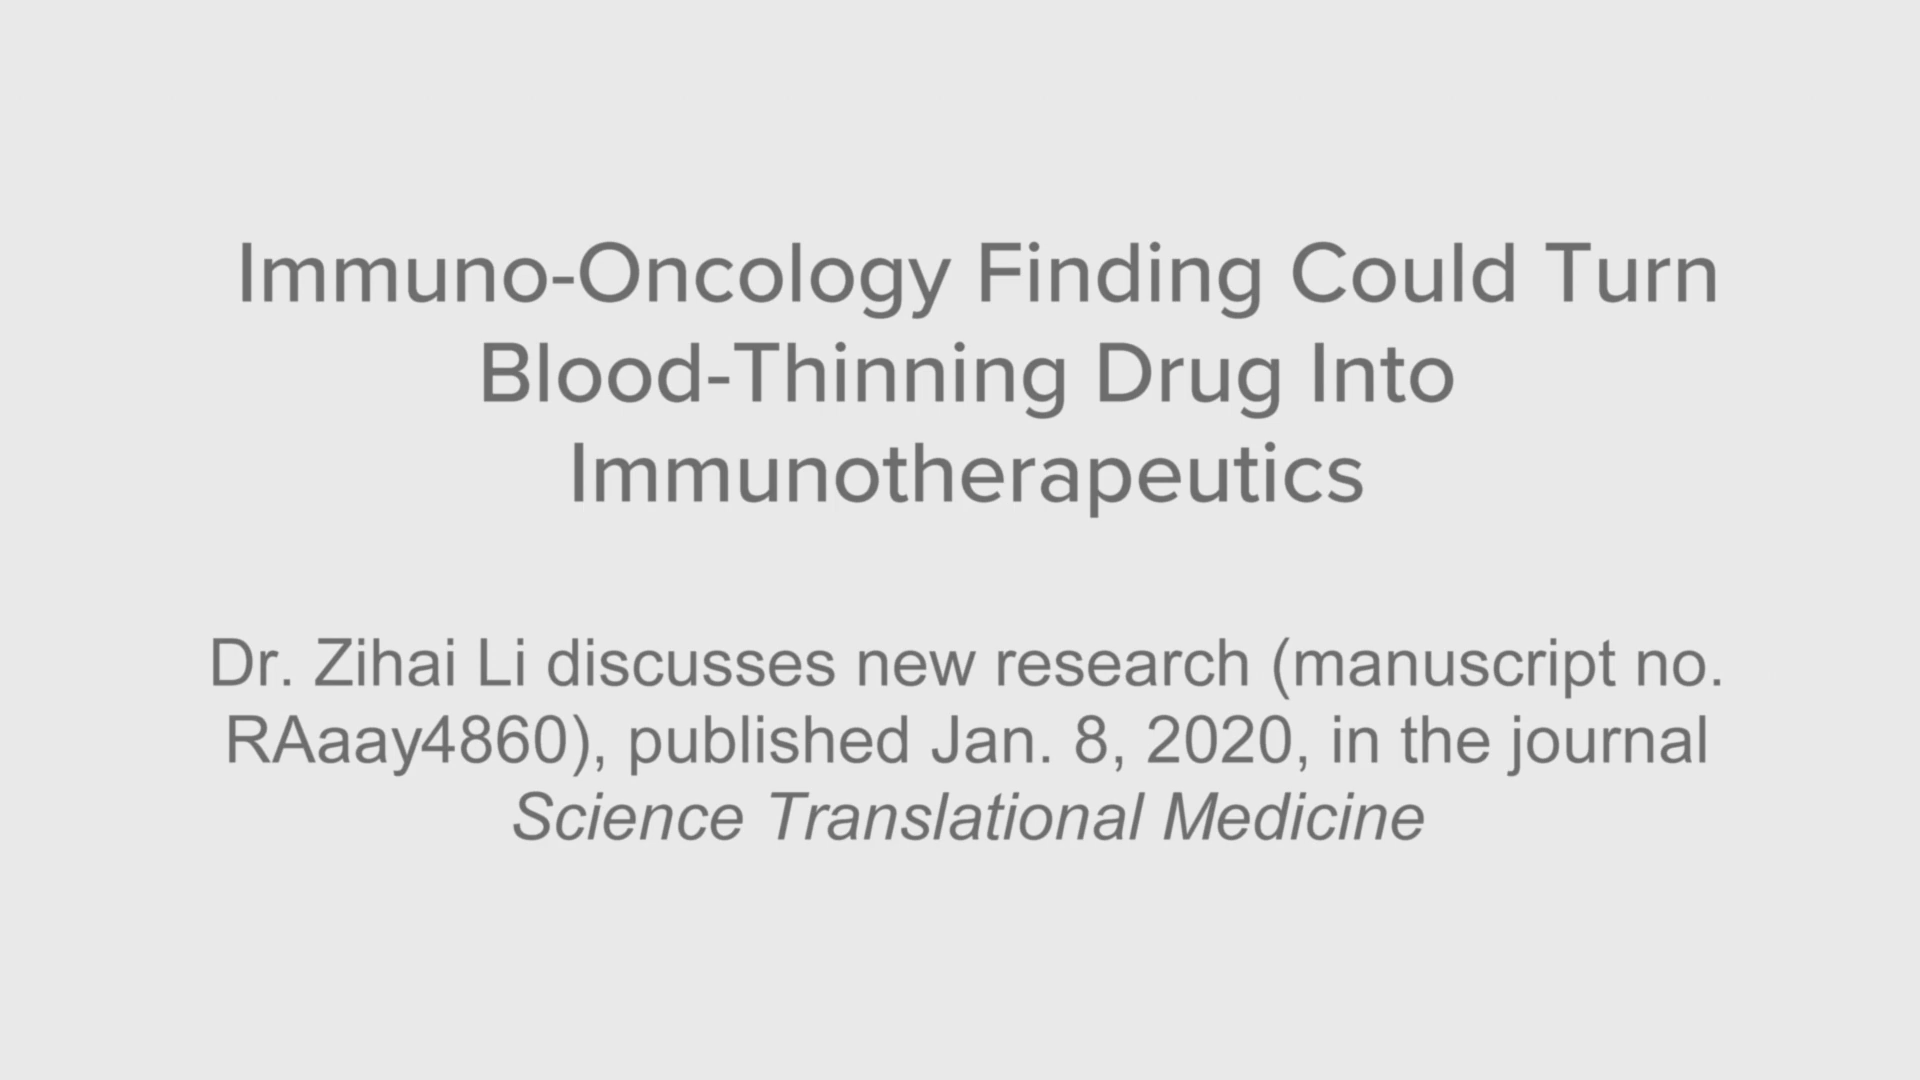 Immuno-Oncology Finding Could Turn
Blood-Thinning Drug Into
Immunotherapeutics
Dr. Zihai Li discusses new research (manuscript no.
RAaay4860), published Jan. 8, 2020, in the journal
Science Translational Medicine